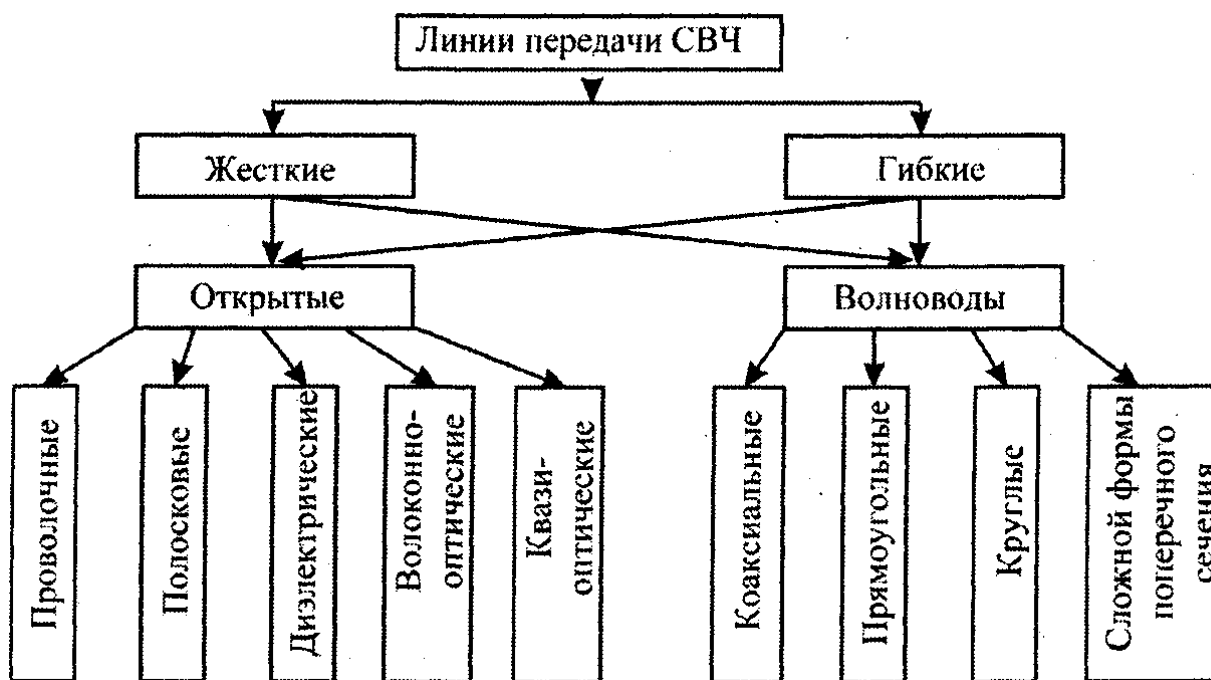 Линии передачи СВЧ
Жесткие
Гибкие
Открытые
Волноводы
Проволочные
Полосковые
Диэлектрические
Волоконно-
оптические
Квази-
оптические
Коаксиальные
Прямоугольные
Круглые
Сложной формы
поперечного
сечения